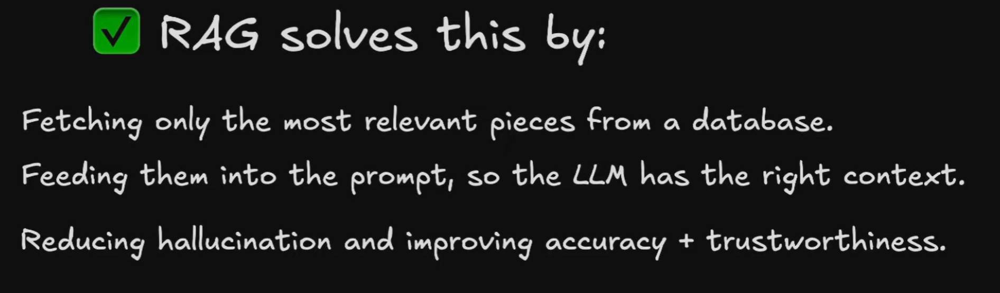 ✅ RAG solves this by:
Fetching only the most relevant pieces from a database.
Feeding them into the prompt, so the LLM has the right context.
Reducing hallucination and improving accuracy + trustworthiness.